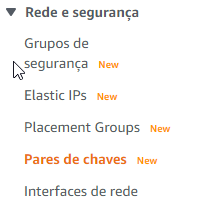 Rede e segurança
Grupos de
segurança New
Elastic IPs New
Placement Groups New
Pares de chaves New
Interfaces de rede